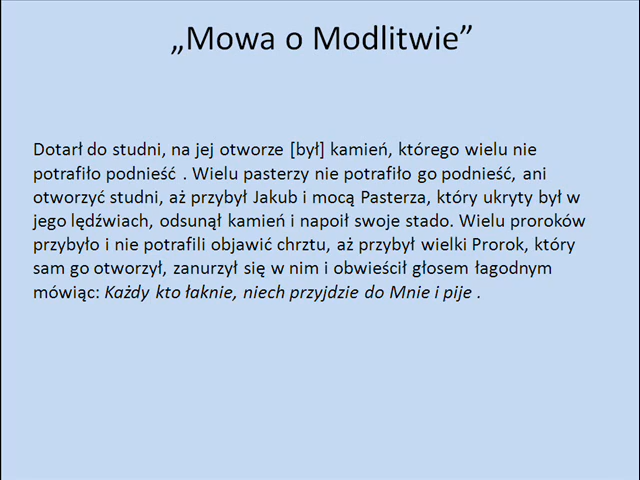 „Mowa o Modlitwie”
Dotarł do studni, na jej otworze [był] kamień, którego wielu nie
potrafiło podnieść . Wielu pasterzy nie potrafiło go podnieść, ani
otworzyć studni, aż przybył Jakub i mocą Pasterza, który ukryty był w
jego lędźwiach, odsunął kamień i napoił swoje stado. Wielu proroków
przybyło i nie potrafili objawić chrztu, aż przybył wielki Prorok, który
sam go otworzył, zanurzył się w nim i obwieścił głosem łagodnym
mówiąc: Każdy kto łaknie, niech przyjdzie do Mnie i pije .